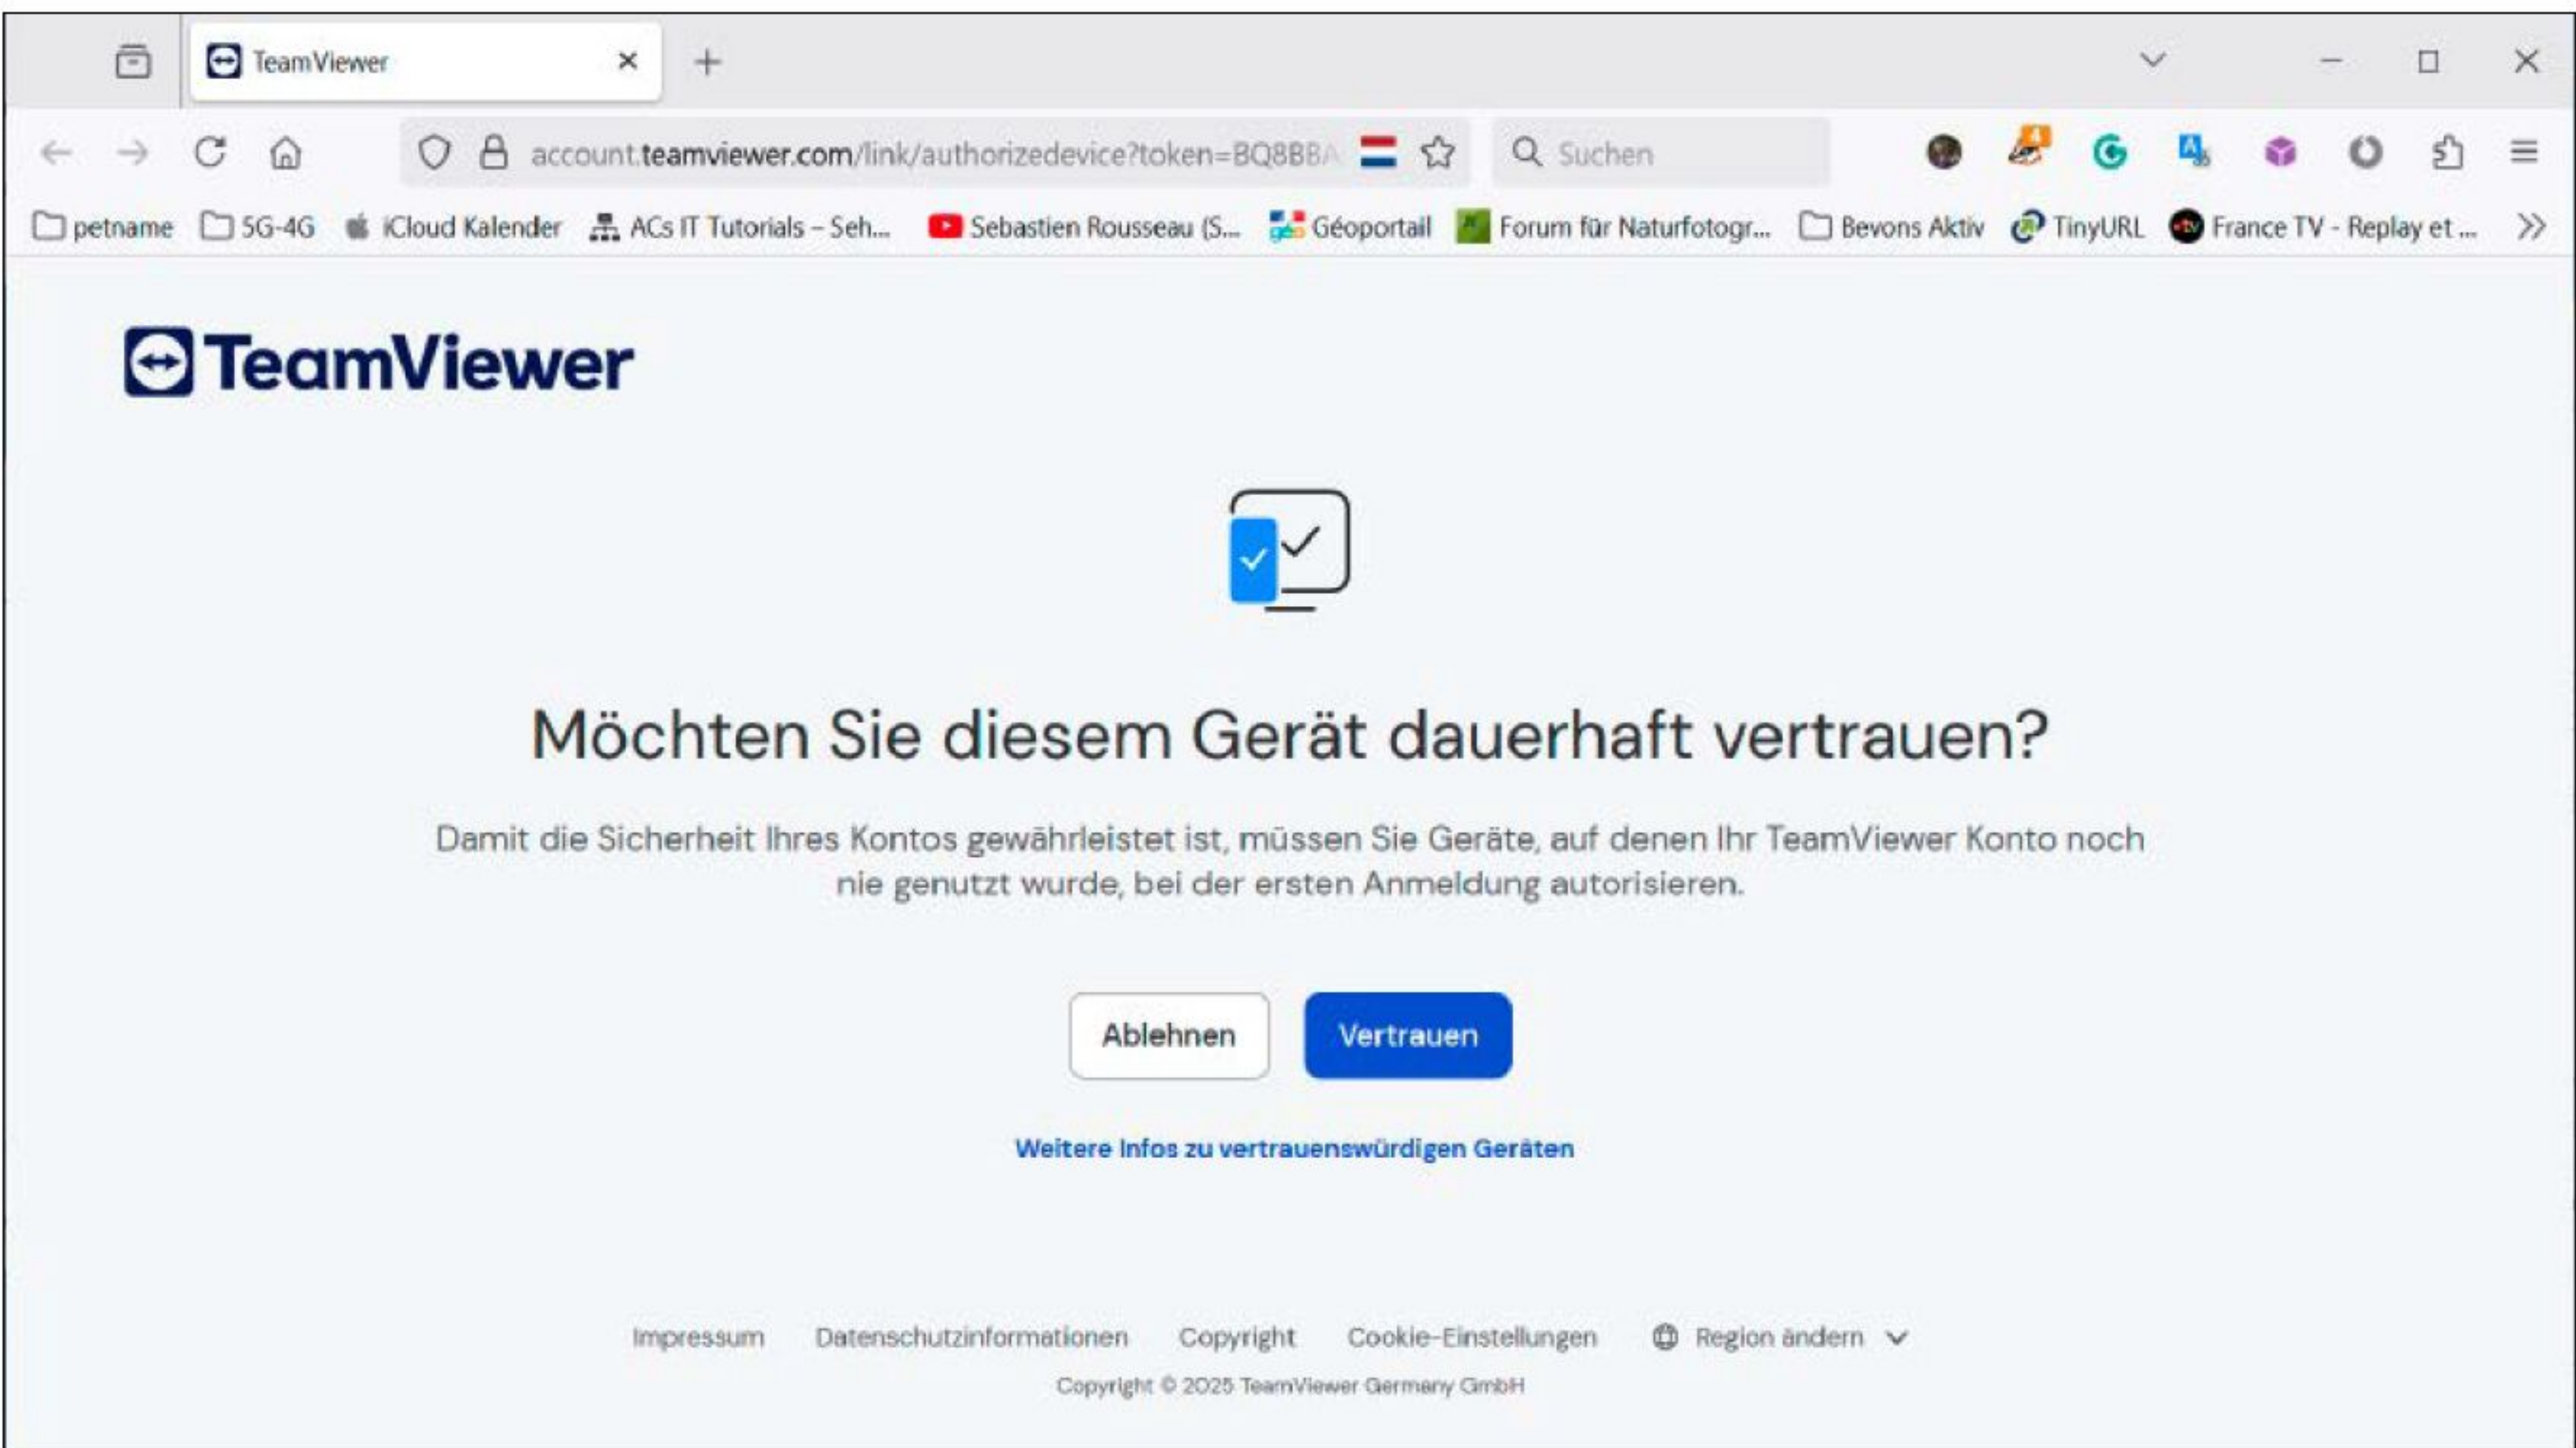 TeamViewer
account.teamviewer.com/link/authorizedevice?token=BQ8BBA
Suchen
4
petname 5G-4G iCloud Kalender ACs IT Tutorials – Seh... Sebastien Rousseau (S... Géoportail Forum für Naturfotogr... Bevons Aktiv TinyURL France TV - Replay et ...
TeamViewer
Möchten Sie diesem Gerät dauerhaft vertrauen?
Damit die Sicherheit Ihres Kontos gewährleistet ist, müssen Sie Geräte, auf denen Ihr TeamViewer Konto noch
nie genutzt wurde, bei der ersten Anmeldung autorisieren.
Ablehnen Vertrauen
Weitere Infos zu vertrauenswürdigen Geräten
Impressum Datenschutzinformationen Copyright Cookie-Einstellungen Region ändern
Copyright © 2025 TeamViewer Germany GmbH